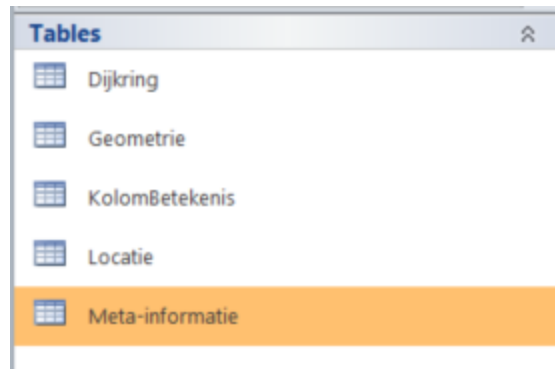 Tables
Dijkring
Geometrie
KolomBetekenis
Locatie
Meta-informatie